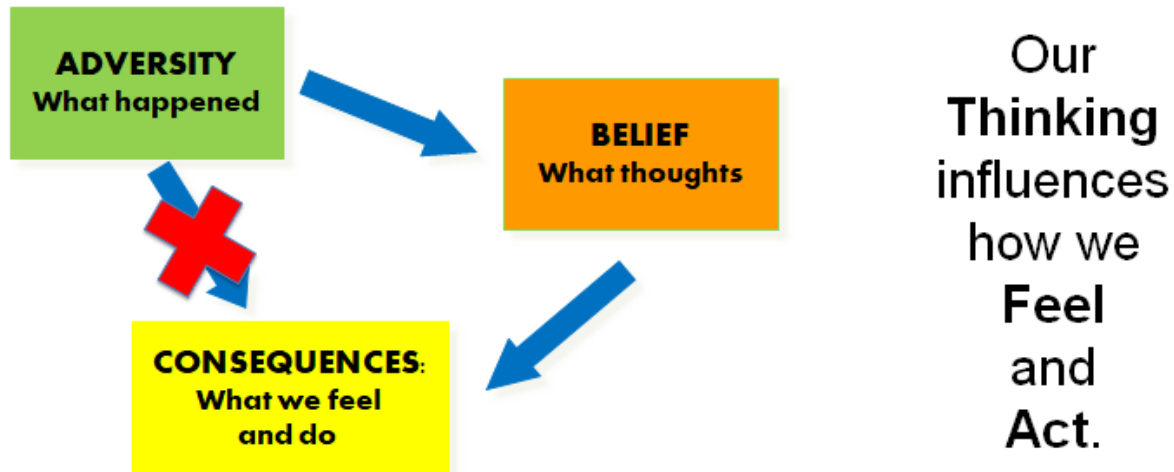 ADVERSITY
What happened
BELIEF
What thoughts
CONSEQUENCES:
What we feel
and do
Our
Thinking
influences
how we
Feel
and
Act.